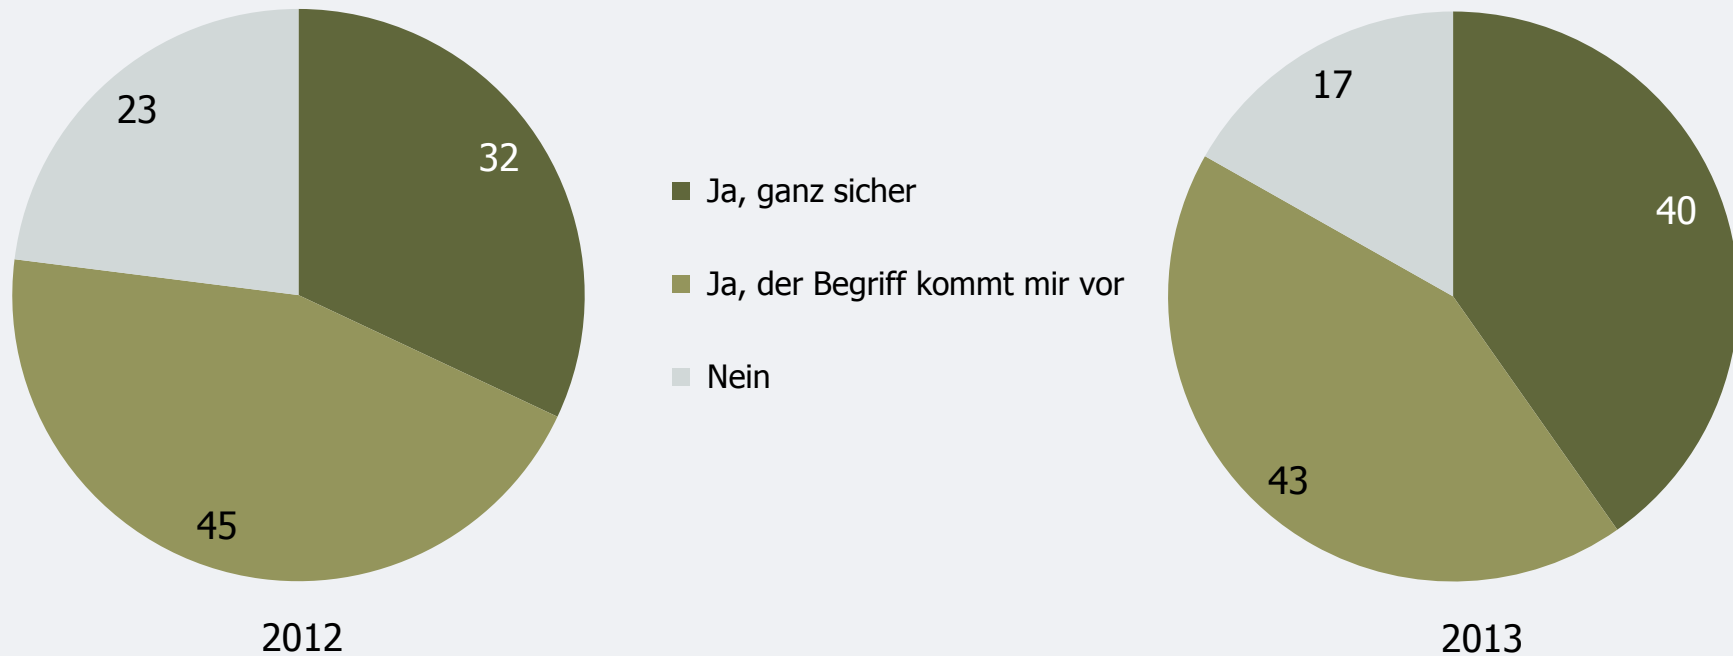 23
32
45
2012
Ja, ganz sicher
Ja, der Begriff kommt mir vor
Nein
17
40
43
2013